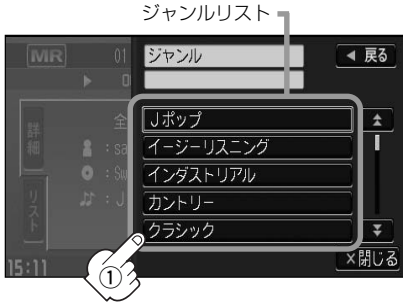 ジャンルリスト
MR 01 ジャンル ◀ 戻る
▶ 0
全 Jポップ
詳細 : sa イージーリスニング
: Sw インダストリアル
リスト : J カントリー
クラシック
15:11 ×閉じる
①